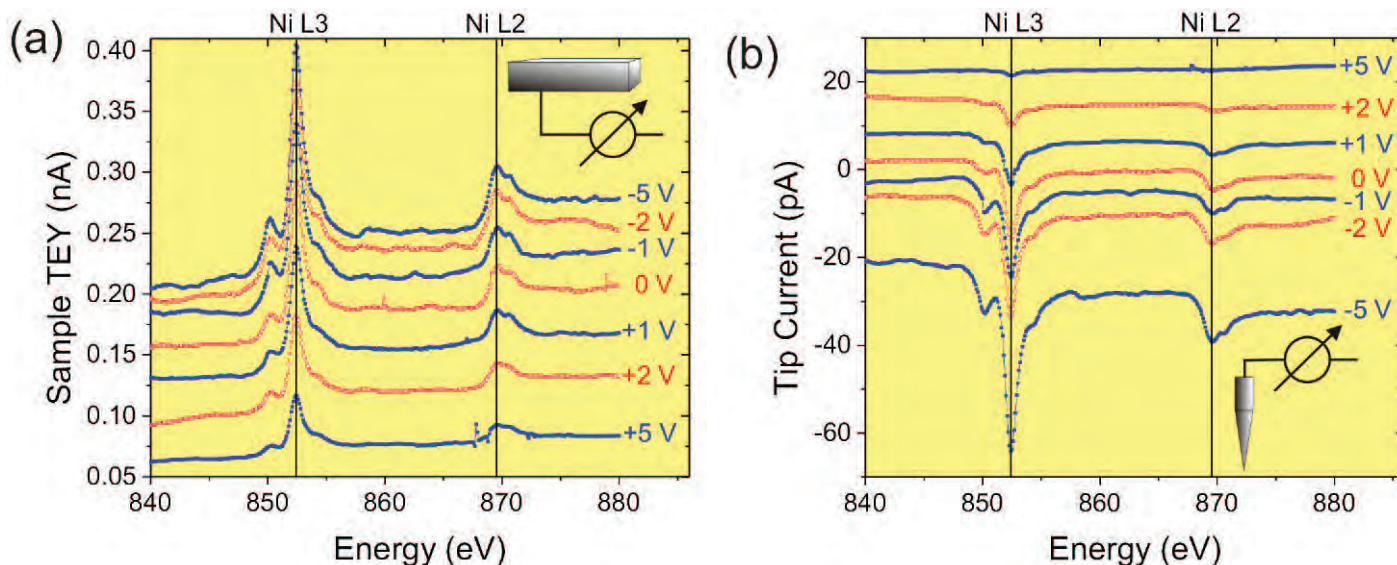 (a)
Ni L3
Ni L2
0.40
0.35
0.30
0.25
0.20
0.15
0.10
0.05
Sample TEY (nA)
-5 V
-2 V
-1 V
0 V
+1 V
+2 V
+5 V
840
850
860
870
880
Energy (eV)
(b)
Ni L3
Ni L2
20
0
-20
-40
-60
Tip Current (pA)
+5 V
+2 V
+1 V
0 V
-1 V
-2 V
-5 V
840
850
860
870
880
Energy (eV)